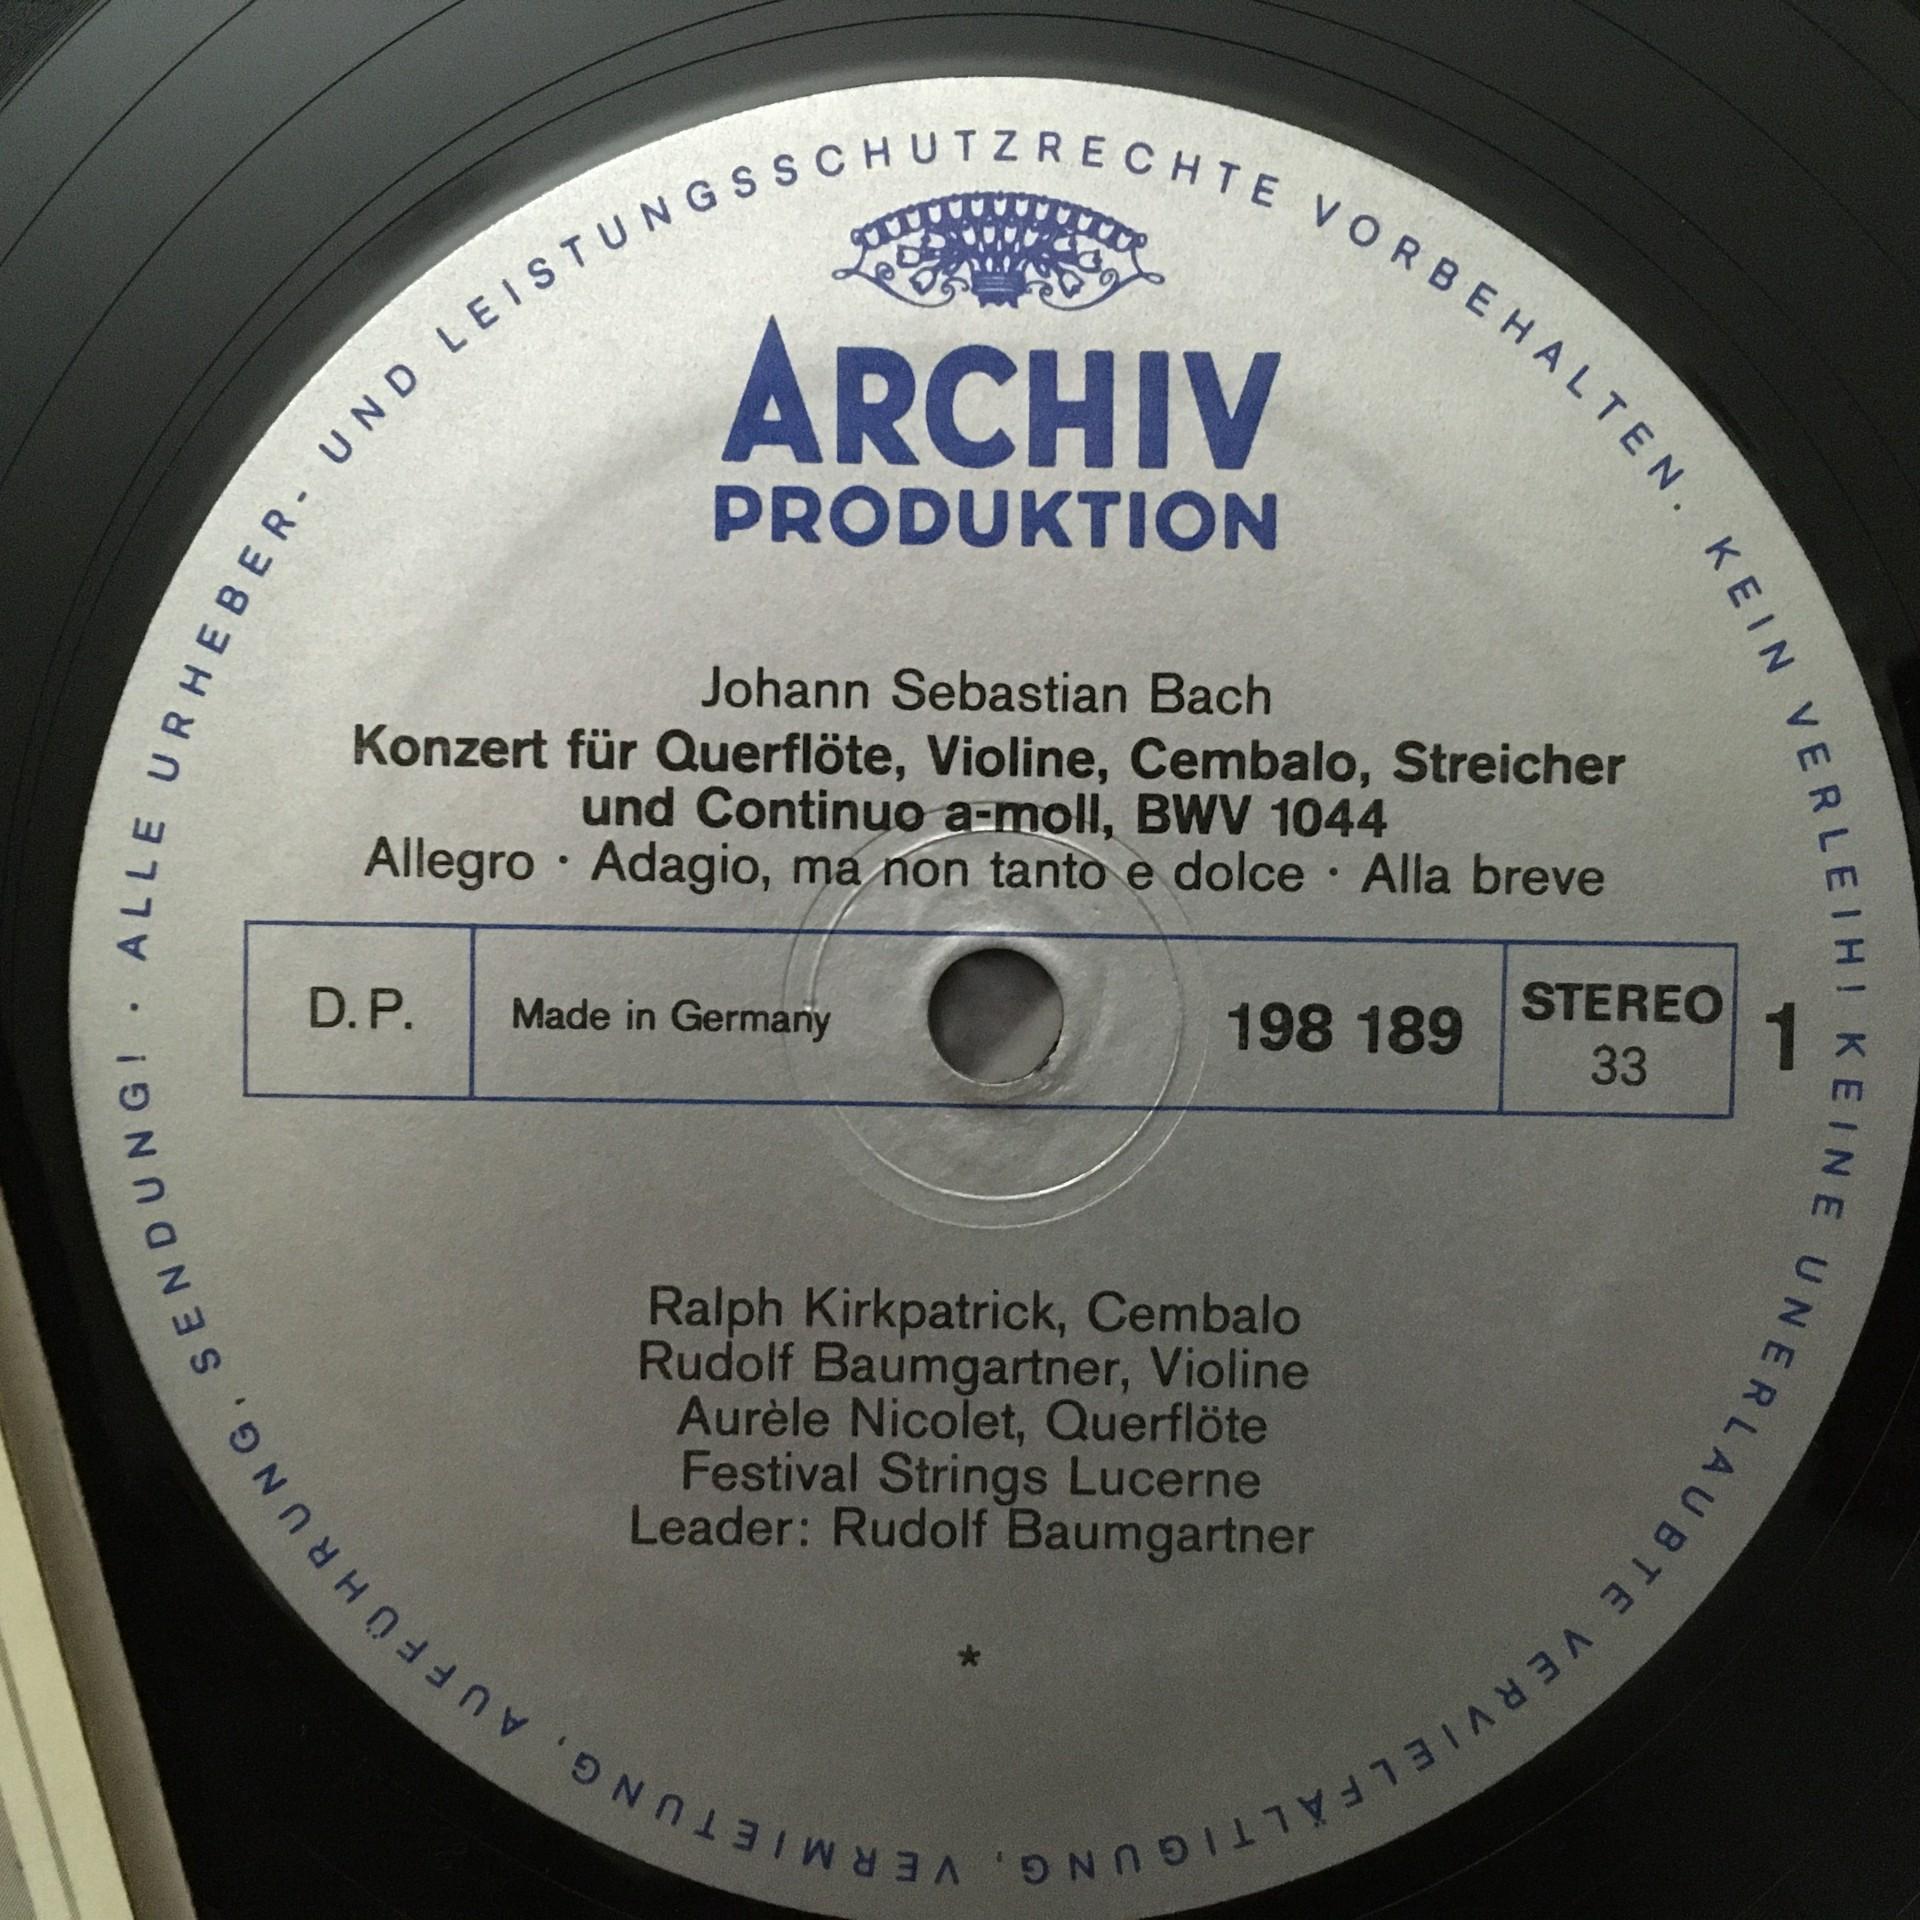 ALLE URHEBER- UND LEISTUNGSSCHUTZRECHTE VORBEHALTEN. KEIN VERLEIH! KEINE UNERLAUBTE VERVIELFÄLTIGUNG, VERMIETUNG, AUFFÜHRUNG, SENDUNG! ·
ARCHIV
PRODUKTION
Johann Sebastian Bach
Konzert für Querflöte, Violine, Cembalo, Streicher
und Continuo a-moll, BWV 1044
Allegro · Adagio, ma non tanto e dolce · Alla breve
D.P.
Made in Germany
198 189
STEREO
33
1
Ralph Kirkpatrick, Cembalo
Rudolf Baumgartner, Violine
Aurèle Nicolet, Querflöte
Festival Strings Lucerne
Leader: Rudolf Baumgartner
*